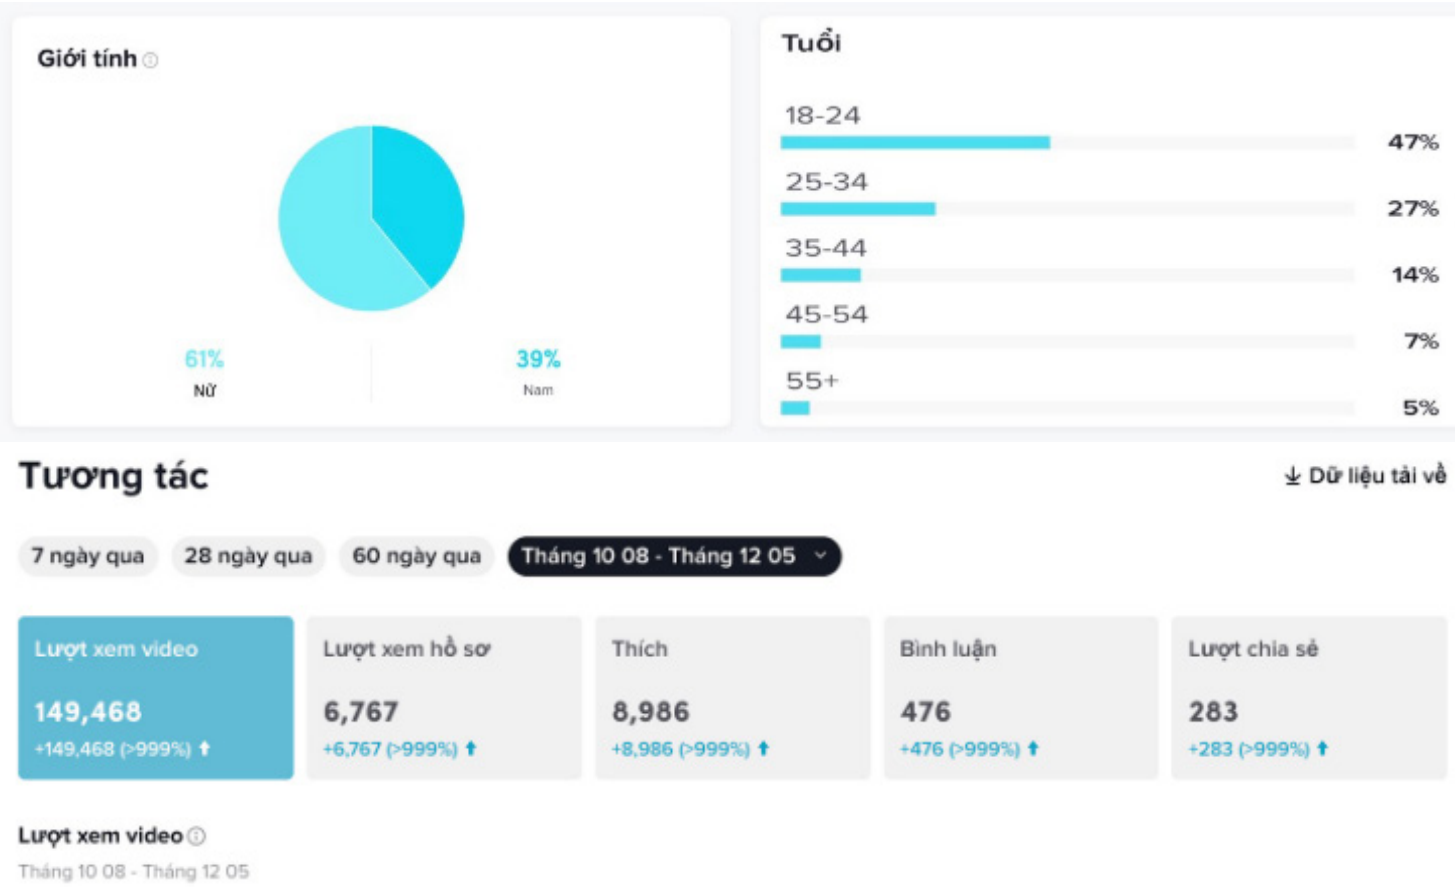 Giới tính
61%
Nữ
39%
Nam
Tuổi
18-24
47%
25-34
27%
35-44
14%
45-54
7%
55+
5%
Tương tác
Dữ liệu tải về
7 ngày qua 28 ngày qua 60 ngày qua Tháng 10 08 - Tháng 12 05
Lượt xem video
149,468
+149,468 (>999%)
Lượt xem hồ sơ
6,767
+6,767 (>999%)
Thích
8,986
+8,986 (>999%)
Bình luận
476
+476 (>999%)
Lượt chia sẻ
283
+283 (>999%)
Lượt xem video
Tháng 10 08 - Tháng 12 05